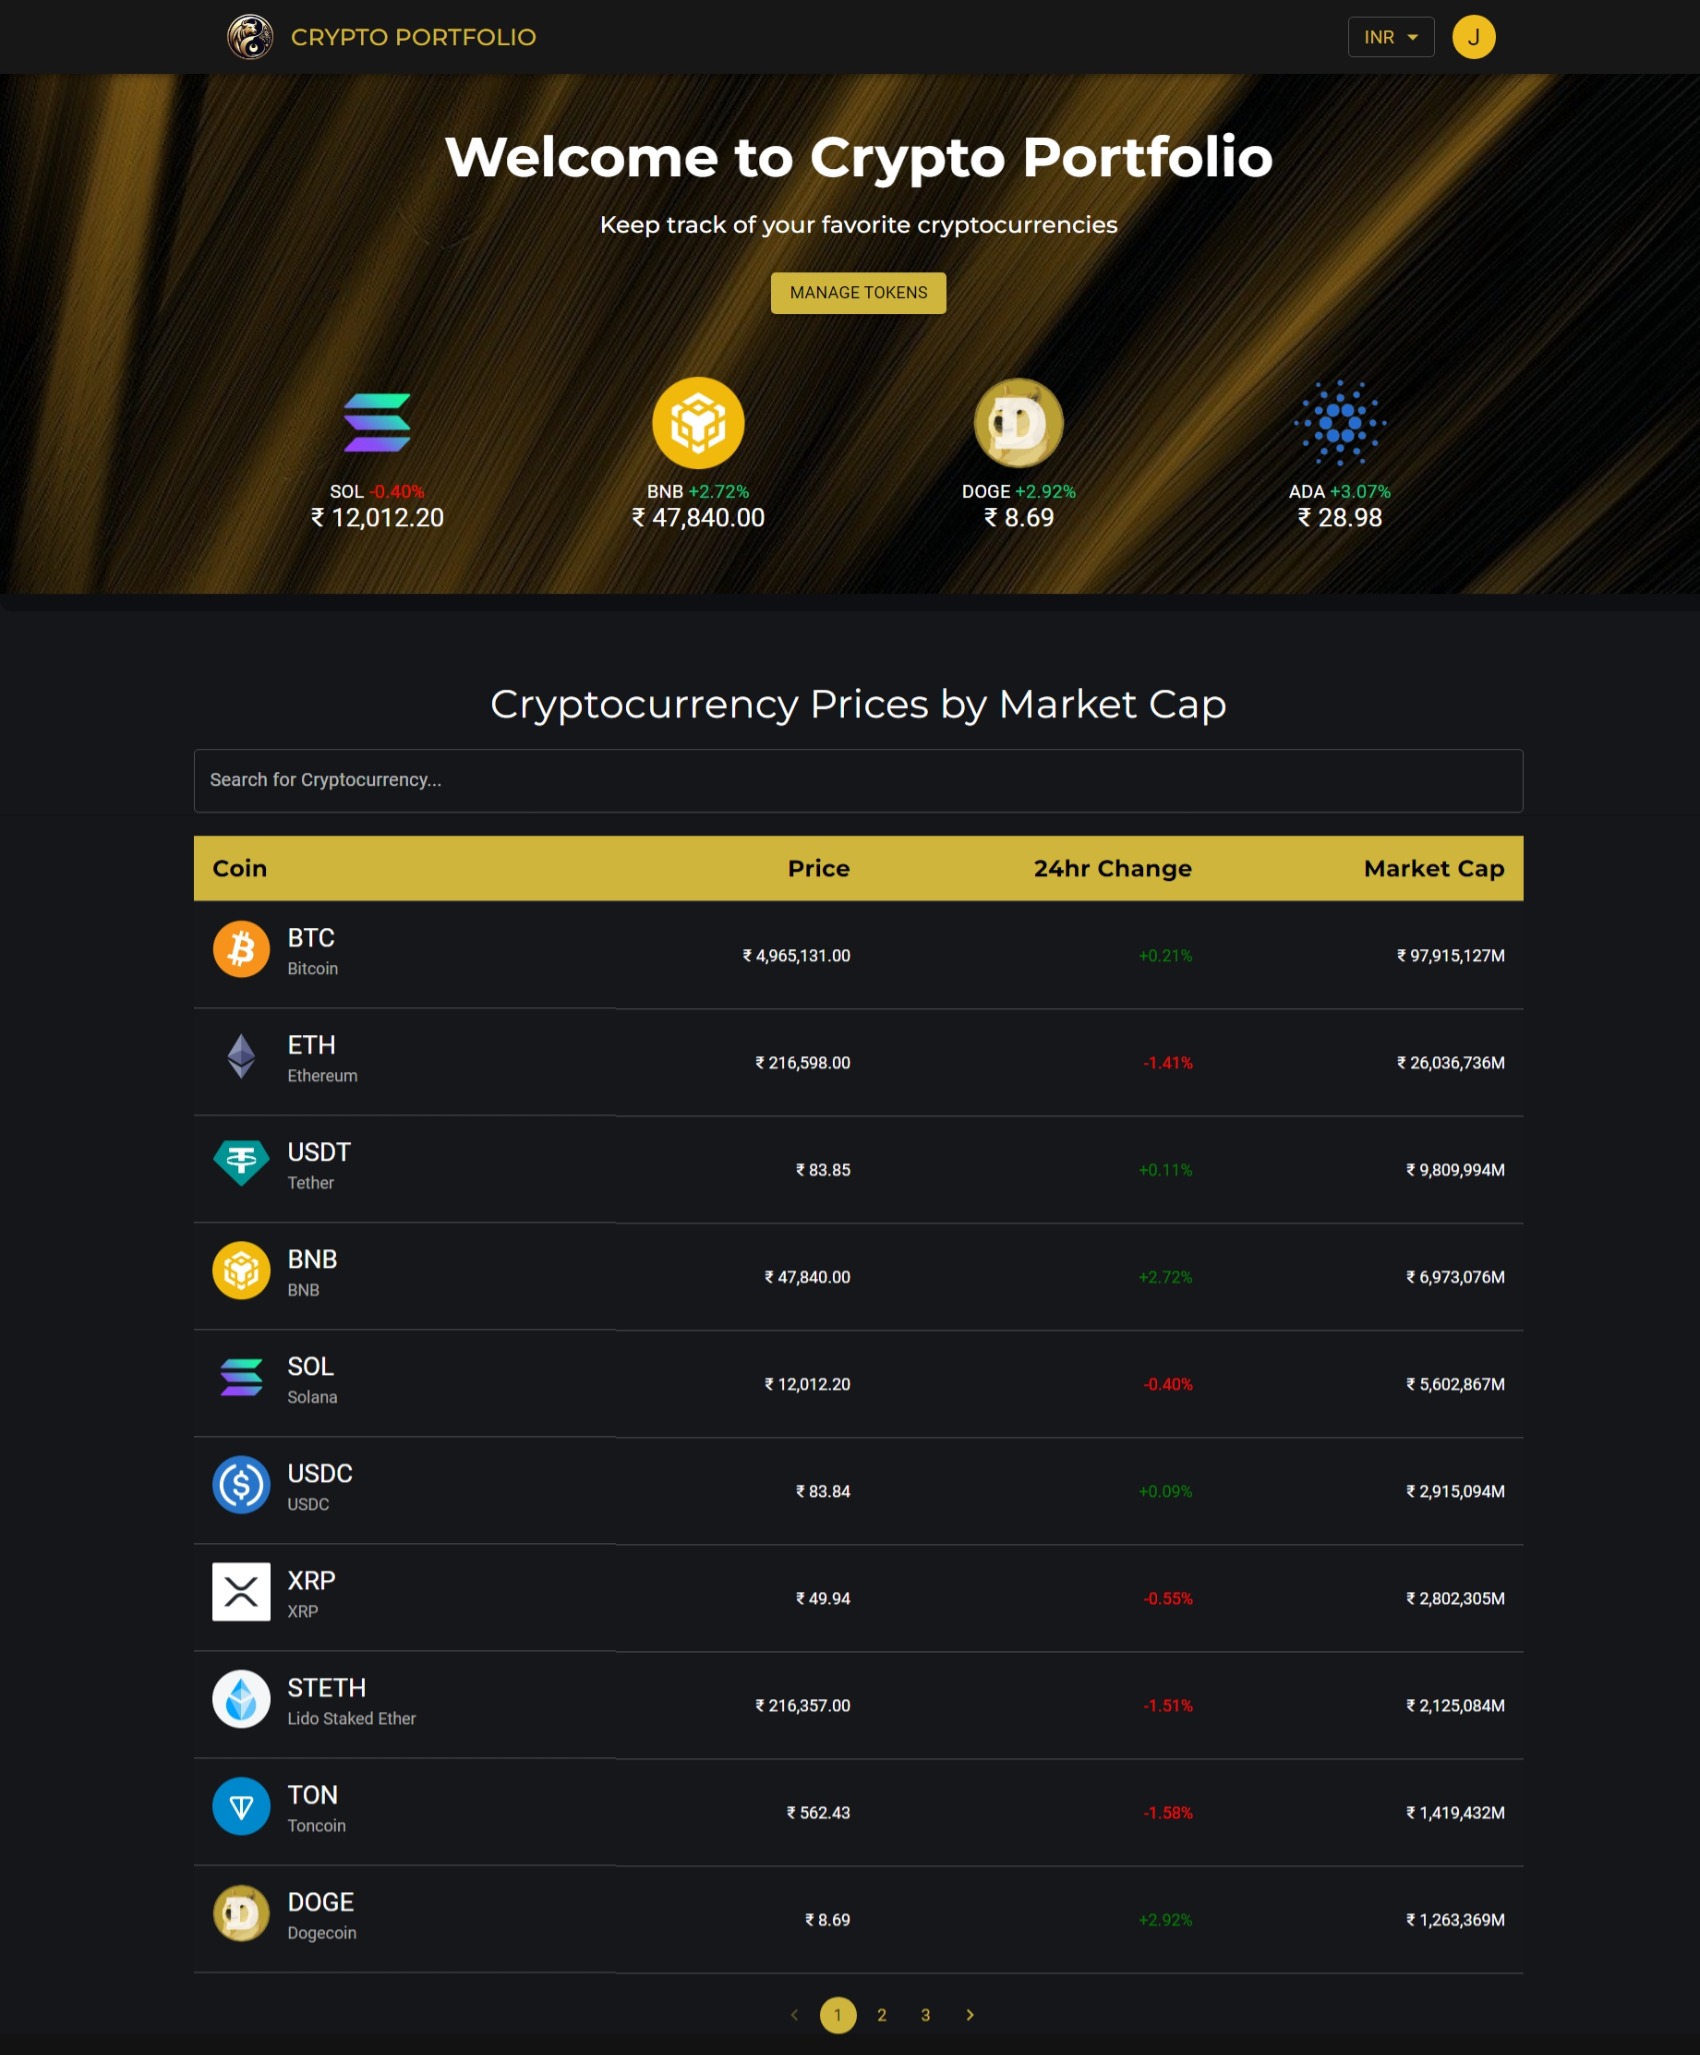 CRYPTO PORTFOLIO
INR
J
Welcome to Crypto Portfolio
Keep track of your favorite cryptocurrencies
MANAGE TOKENS
SOL -0.40%
₹ 12,012.20
BNB +2.72%
₹ 47,840.00
DOGE +2.92%
₹ 8.69
ADA +3.07%
₹ 28.98
Cryptocurrency Prices by Market Cap
Search for Cryptocurrency...
Coin Price 24hr Change Market Cap
BTC
Bitcoin
₹ 4,965,131.00 +0.21% ₹ 97,915,127M
ETH
Ethereum
₹ 216,598.00 -1.41% ₹ 26,036,736M
USDT
Tether
₹ 83.85 +0.11% ₹ 9,809,994M
BNB
BNB
₹ 47,840.00 +2.72% ₹ 6,973,076M
SOL
Solana
₹ 12,012.20 -0.40% ₹ 5,602,867M
USDC
USDC
₹ 83.84 +0.09% ₹ 2,915,094M
XRP
XRP
₹ 49.94 -0.55% ₹ 2,802,305M
STETH
Lido Staked Ether
₹ 216,357.00 -1.51% ₹ 2,125,084M
TON
Toncoin
₹ 562.43 -1.58% ₹ 1,419,432M
DOGE
Dogecoin
₹ 8.69 +2.92% ₹ 1,263,369M
1 2 3